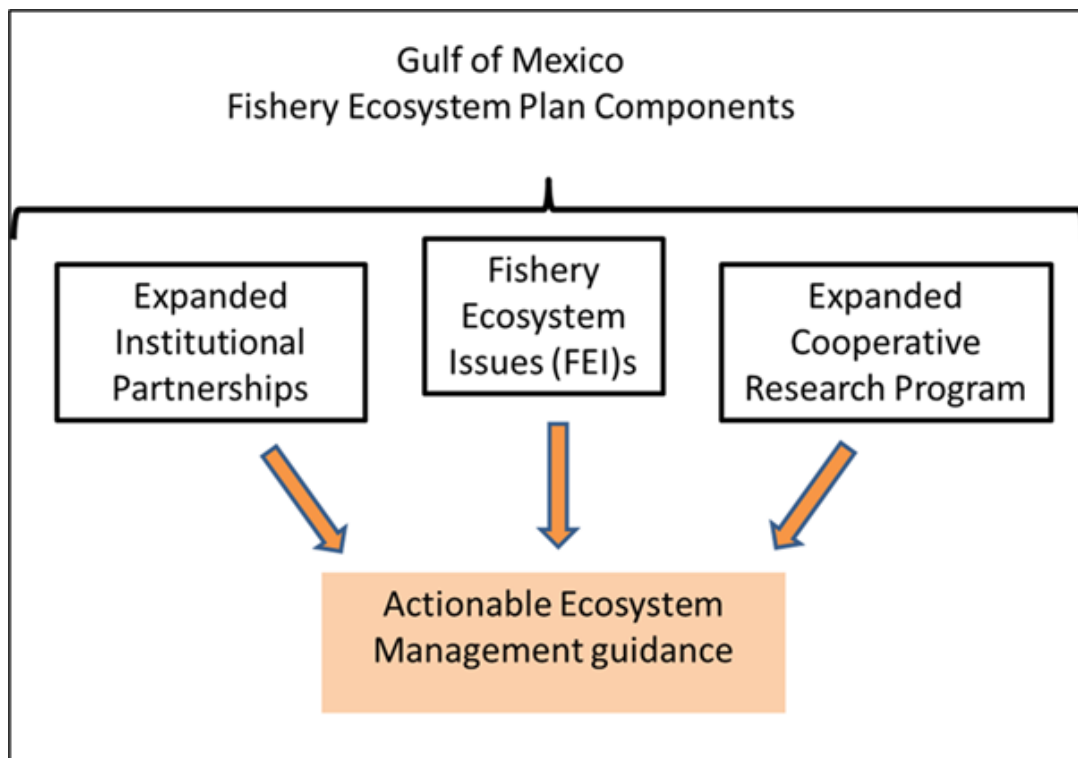 Gulf of Mexico
Fishery Ecosystem Plan Components
Expanded
Institutional
Partnerships
Fishery
Ecosystem
Issues (FEI)s
Expanded
Cooperative
Research Program
Actionable Ecosystem
Management guidance